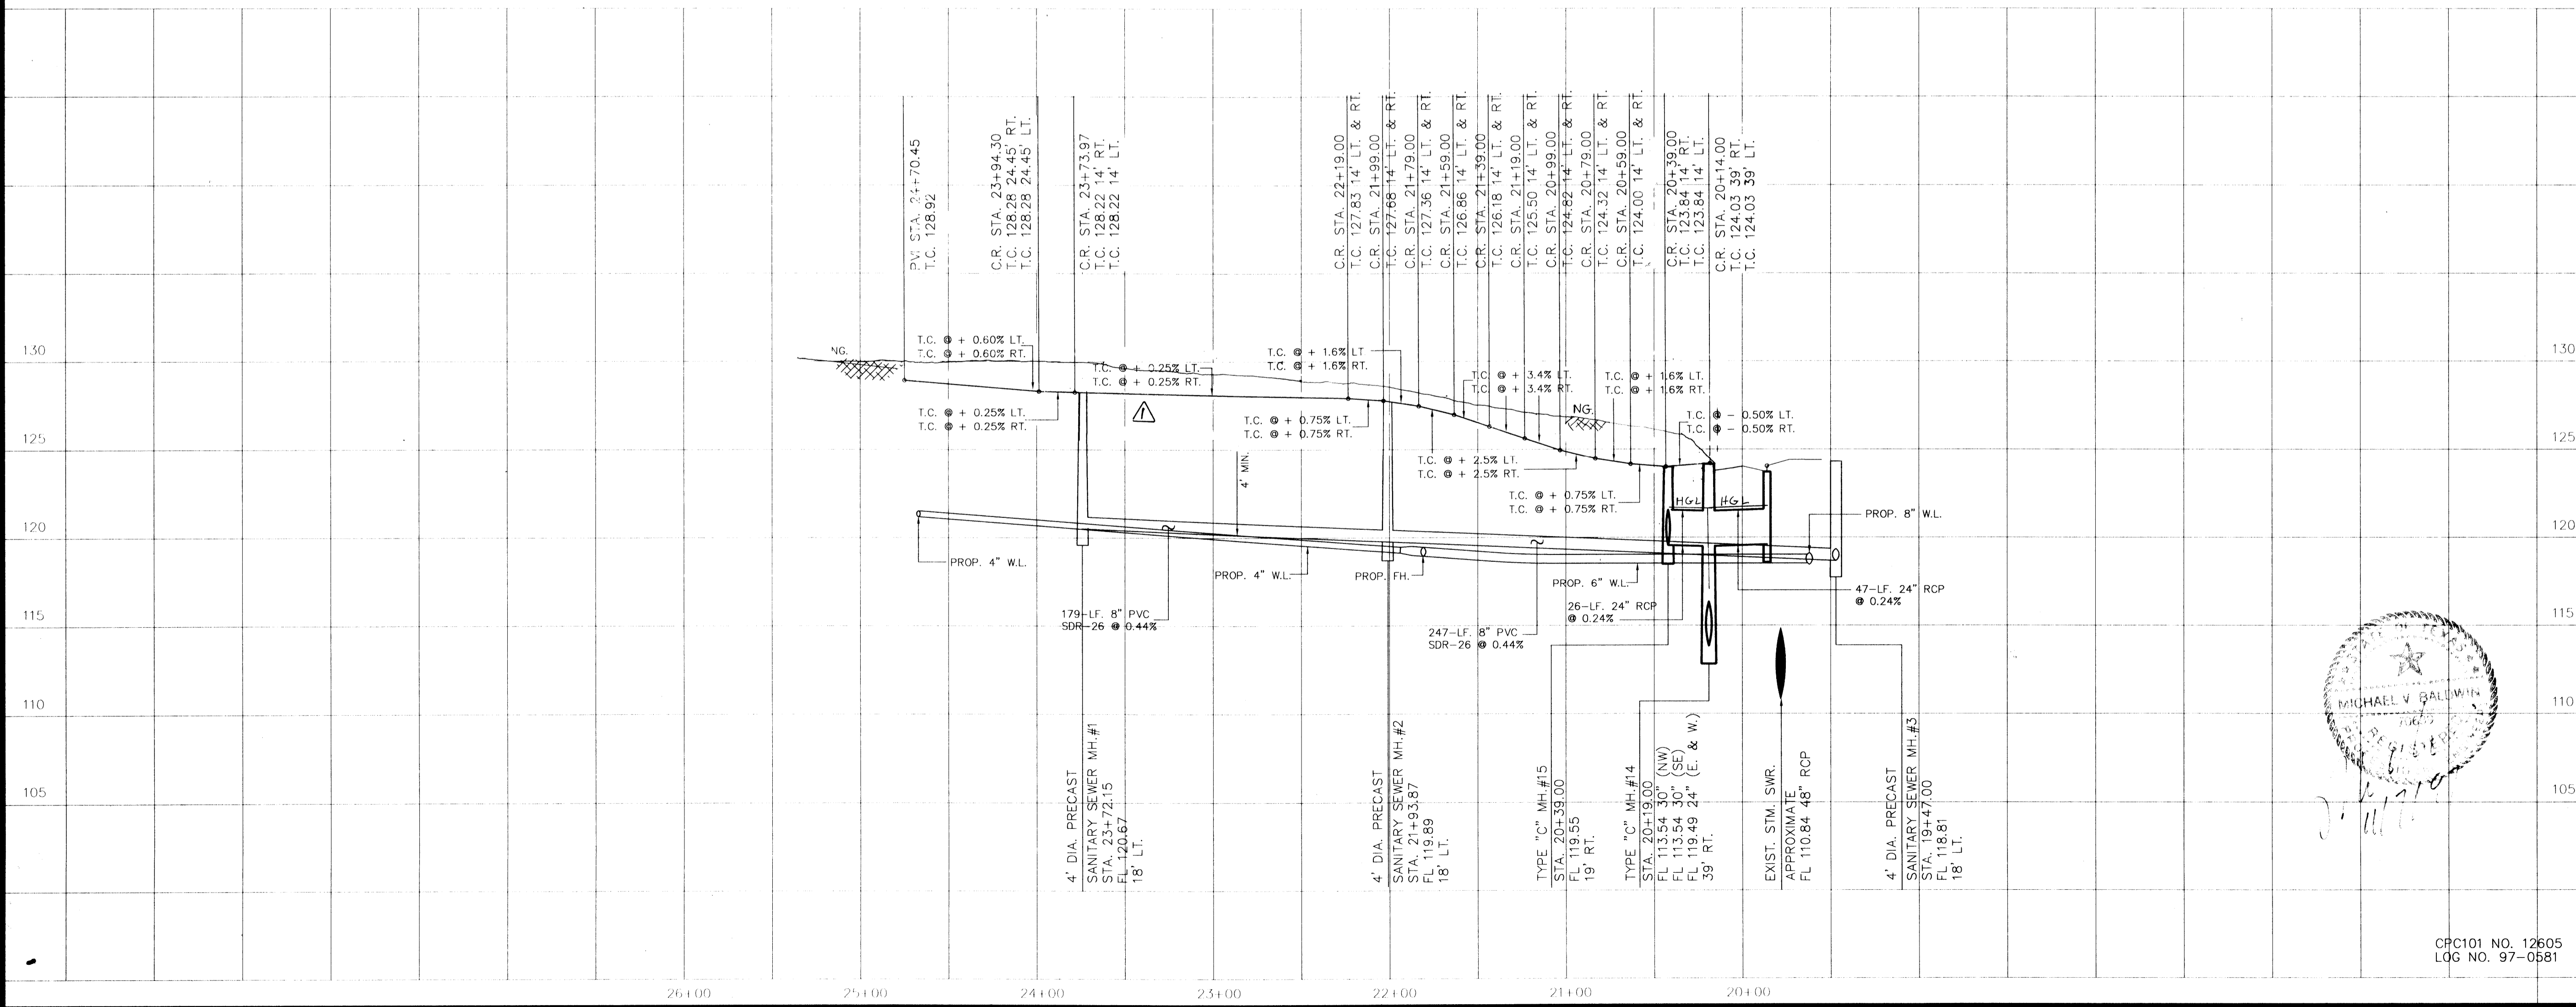 PVI STA. 24+70.45
T.C. 128.92
C.R. STA. 23+94.30
T.C. 128.28 24.45' RT.
T.C. 128.28 24.45' LT.
C.R. STA. 23+73.97
T.C. 128.22 14' RT.
T.C. 128.22 14' LT.
C.R. STA. 22+19.00
T.C. 127.83 14' LT. & RT.
C.R. STA. 21+99.00
T.C. 127.68 14' LT. & RT.
C.R. STA. 21+79.00
T.C. 127.36 14' LT. & RT.
C.R. STA. 21+59.00
T.C. 126.86 14' LT. & RT.
C.R. STA. 21+39.00
T.C. 126.18 14' LT. & RT.
C.R. STA. 21+19.00
T.C. 125.50 14' LT. & RT.
C.R. STA. 20+99.00
T.C. 124.82 14' LT. & RT.
C.R. STA. 20+79.00
T.C. 124.32 14' LT. & RT.
C.R. STA. 20+59.00
T.C. 124.00 14' LT. & RT.
C.R. STA. 20+39.00
T.C. 123.84 14' RT.
T.C. 123.84 14' LT.
C.R. STA. 20+14.00
T.C. 124.03 39' RT.
T.C. 124.03 39' LT.
130
NG.
T.C. @ + 0.60% LT.
T.C. @ + 0.60% RT.
T.C. @ + 0.25% LT.
T.C. @ + 0.25% RT.
T.C. @ + 1.6% LT
T.C. @ + 1.6% RT.
T.C. @ + 3.4% LT.
T.C. @ + 3.4% RT.
T.C. @ + 1.6% LT.
T.C. @ + 1.6% RT.
130
T.C. @ + 0.25% LT.
T.C. @ + 0.25% RT.
1
T.C. @ + 0.75% LT.
T.C. @ + 0.75% RT.
NG.
T.C. @ - 0.50% LT.
T.C. @ - 0.50% RT.
125
125
T.C. @ + 2.5% LT.
T.C. @ + 2.5% RT.
4' MIN.
T.C. @ + 0.75% LT.
T.C. @ + 0.75% RT.
HGL
HGL
PROP. 8" W.L.
120
120
PROP. 4" W.L.
PROP. 4" W.L.
PROP. FH.
PROP. 6" W.L.
47-LF. 24" RCP
@ 0.24%
179-LF. 8" PVC
SDR-26 @ 0.44%
26-LF. 24" RCP
@ 0.24%
115
115
247-LF. 8" PVC
SDR-26 @ 0.44%
MICHAEL V. BALDWIN
110
110
4' DIA. PRECAST
SANITARY SEWER MH.#1
STA. 23+72.15
FL 120.67
18' LT.
4' DIA. PRECAST
SANITARY SEWER MH.#2
STA. 21+93.87
FL 119.89
18' LT.
TYPE "C" MH.#15
STA. 20+39.00
FL 119.55
19' RT.
TYPE "C" MH.#14
STA. 20+19.00
FL 113.54 30" (NW)
FL 113.54 30" (SE)
FL 119.49 24" (E. & W.)
39' RT.
EXIST. STM. SWR.
APPROXIMATE
FL 110.84 48" RCP
4' DIA. PRECAST
SANITARY SEWER MH.#3
STA. 19+47.00
FL 118.81
18' LT.
105
105
CPC101 NO. 12605
LOG NO. 97-0581
26+00
25+00
24+00
23+00
22+00
21+00
20+00